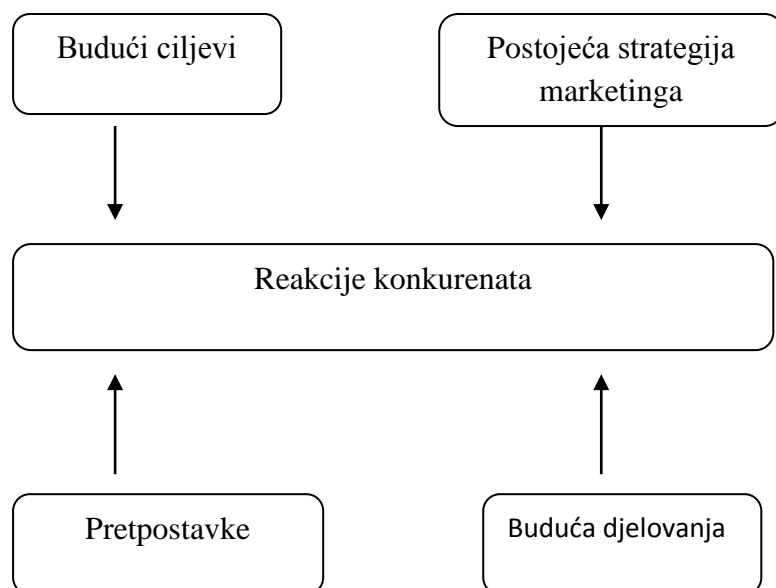 Budući ciljevi
Postojeća strategija
marketinga
Reakcije konkurenata
Pretpostavke
Buduća djelovanja